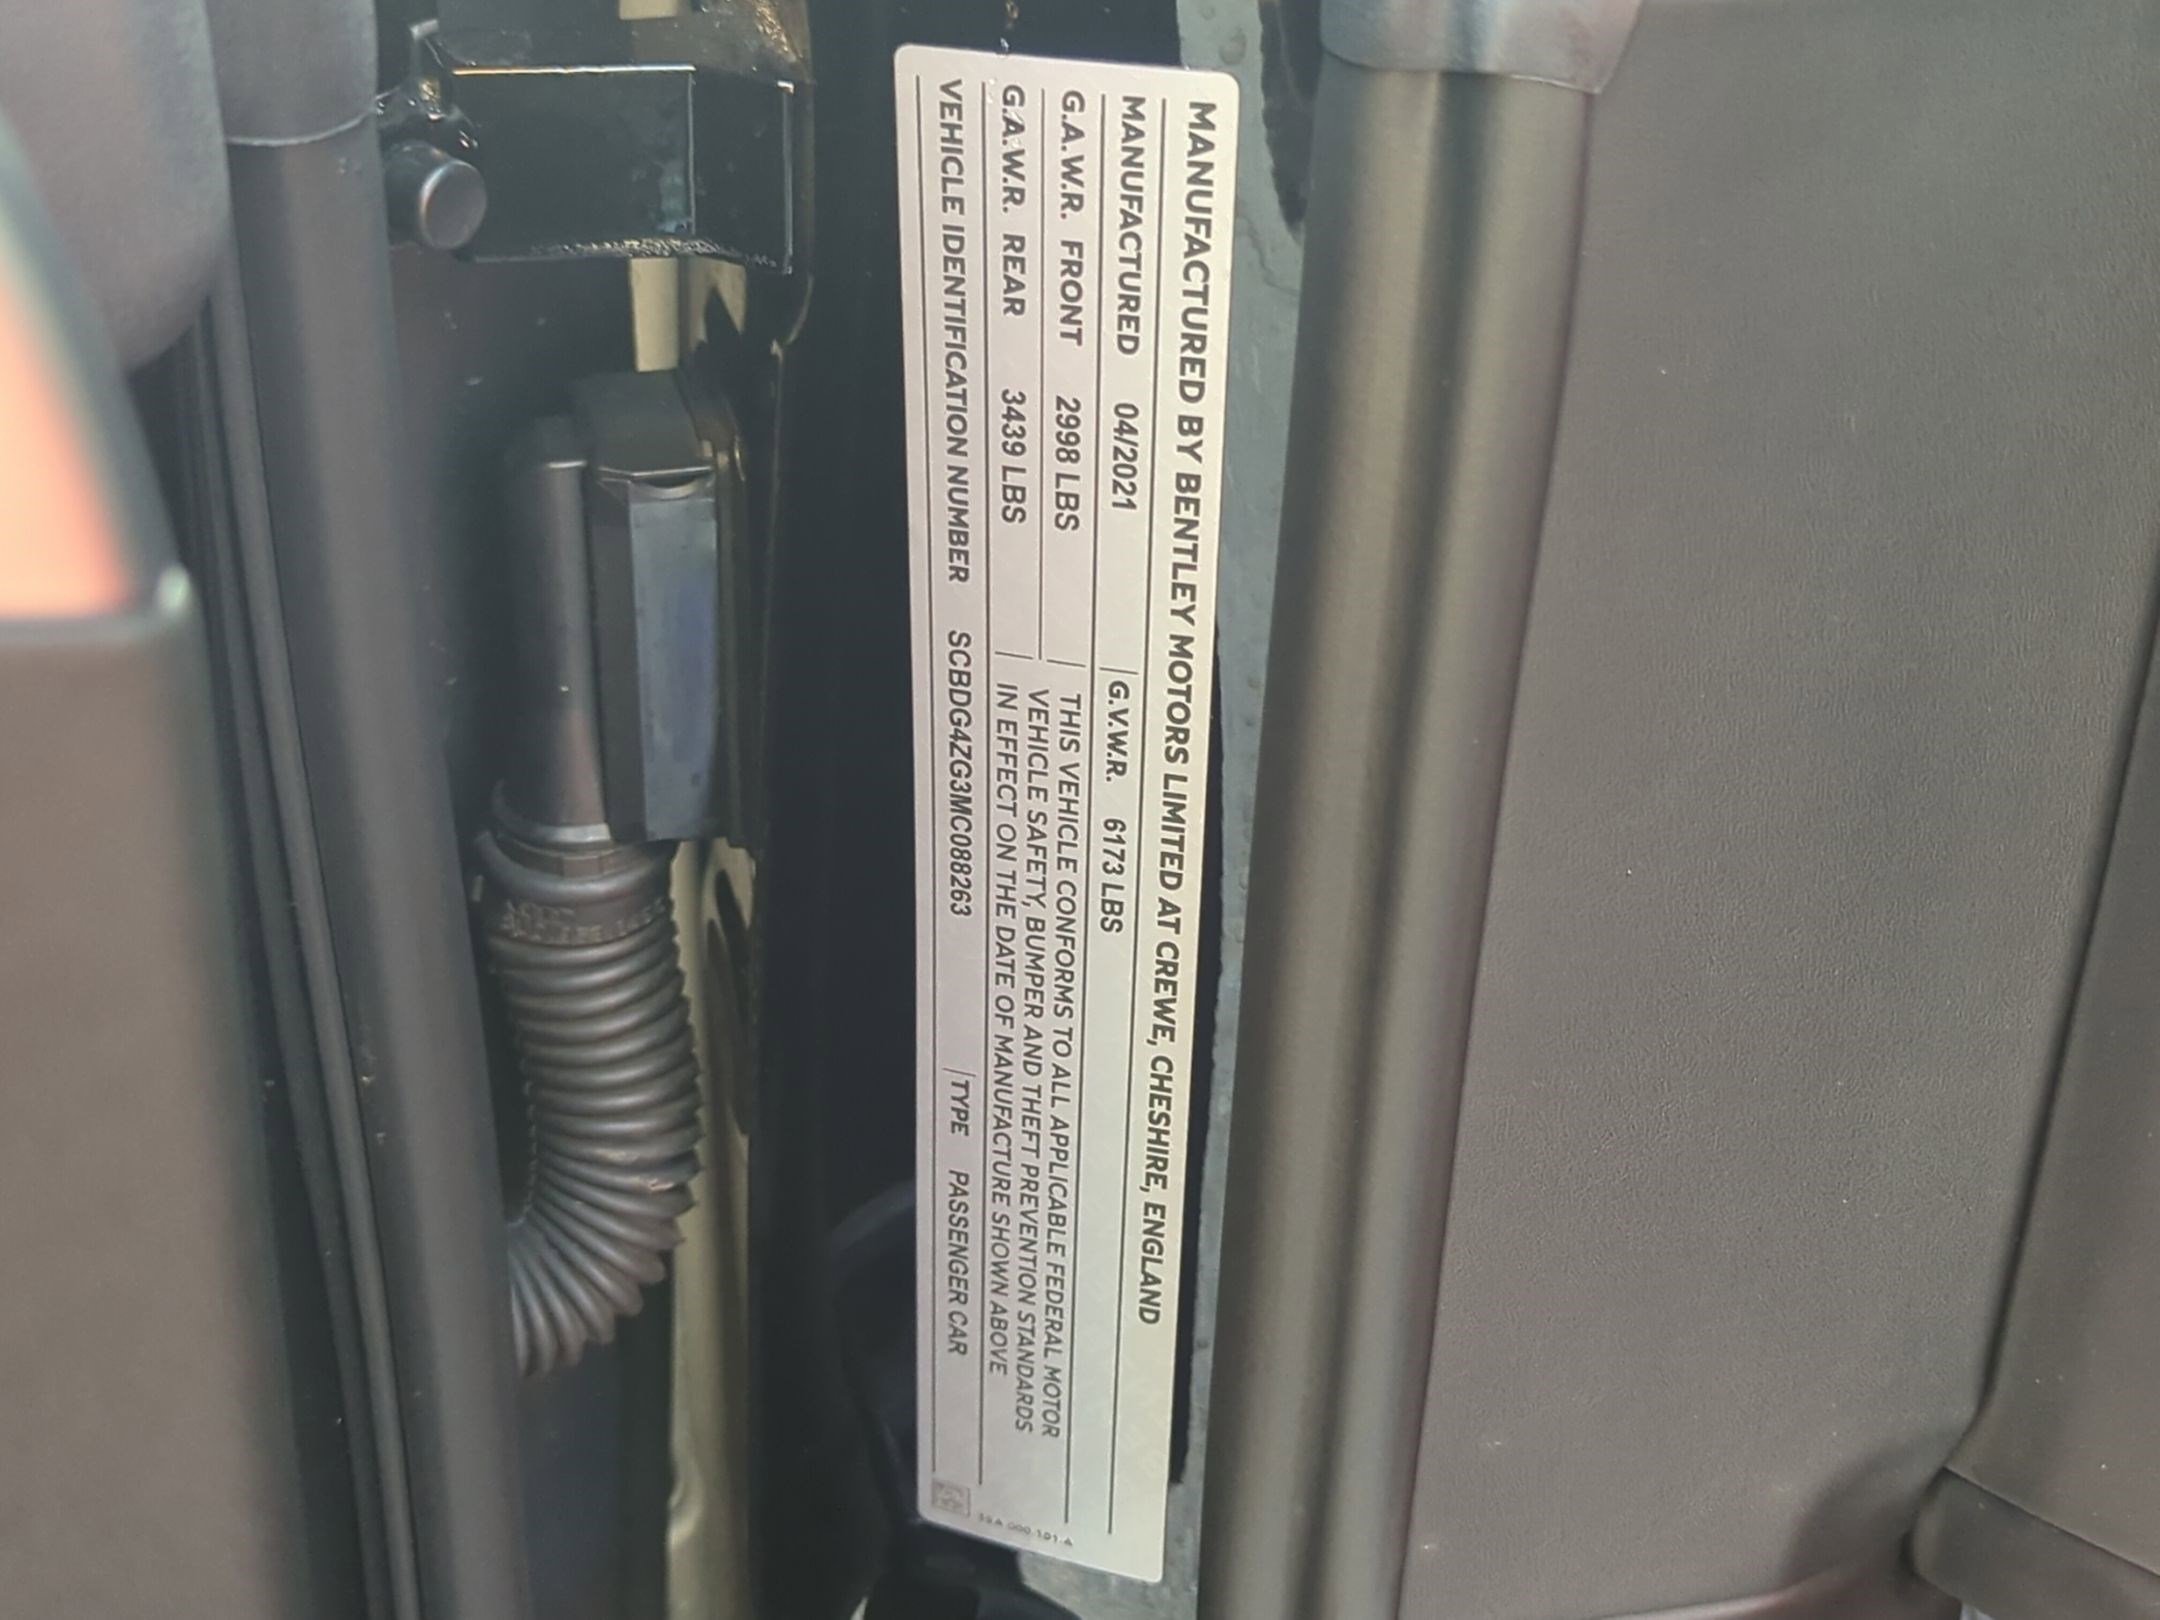 MANUFACTURED BY BENTLEY MOTORS LIMITED AT CREWE, CHESHIRE, ENGLAND
MANUFACTURED 04/2021 G.V.W.R. 6173 LBS
G.A.W.R. FRONT 2998 LBS
G.A.W.R. REAR 3439 LBS
THIS VEHICLE CONFORMS TO ALL APPLICABLE FEDERAL MOTOR
VEHICLE SAFETY, BUMPER AND THEFT PREVENTION STANDARDS
IN EFFECT ON THE DATE OF MANUFACTURE SHOWN ABOVE
VEHICLE IDENTIFICATION NUMBER SCBDG4ZG3MC088263 TYPE PASSENGER CAR